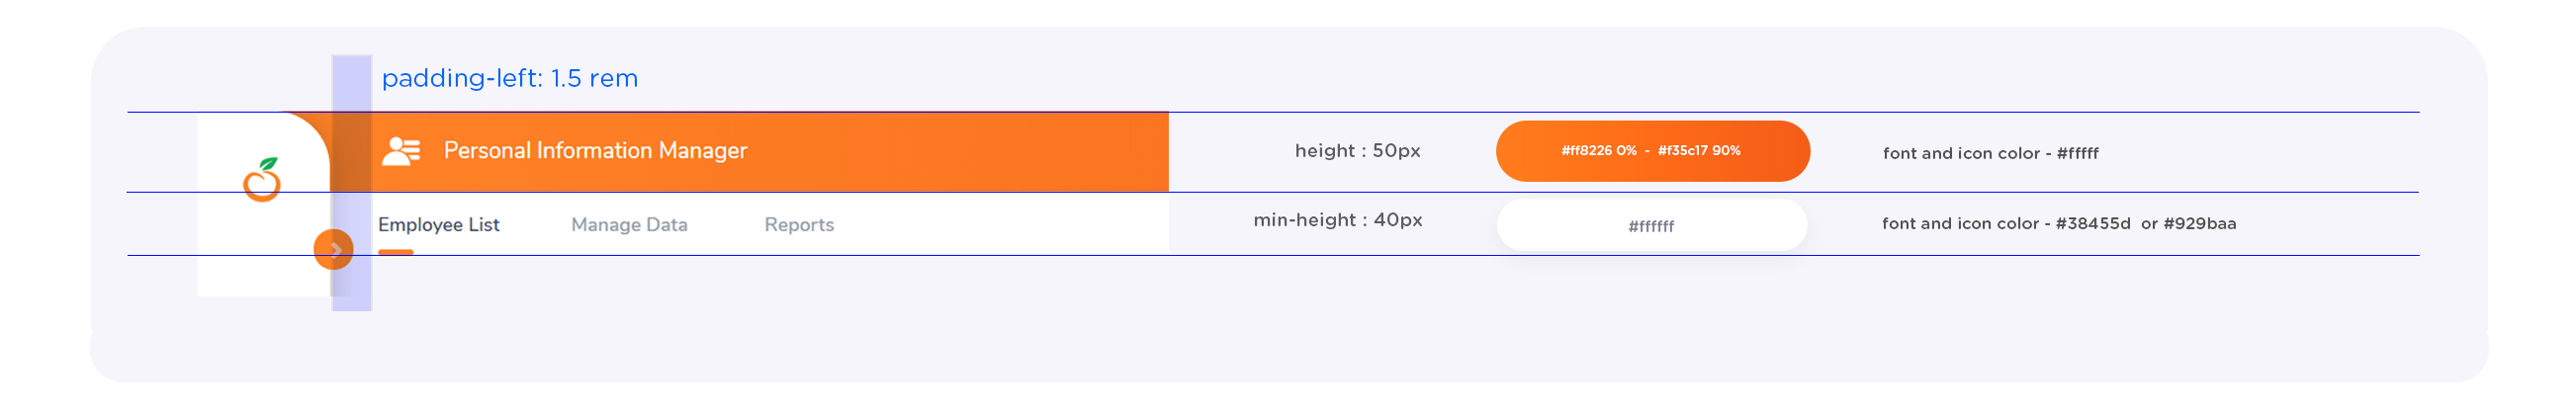 padding-left: 1.5 rem
Personal Information Manager
height : 50px
#ff8226 0% - #f35c17 90%
font and icon color - #fffff
Employee List
Manage Data
Reports
min-height : 40px
#ffffff
font and icon color - #38455d or #929baa